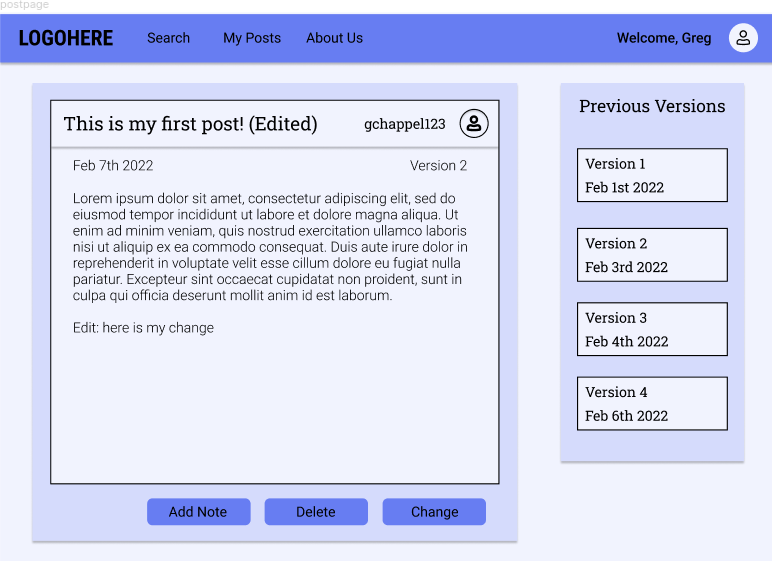 postpage
LOGOHERE Search My Posts About Us Welcome, Greg
This is my first post! (Edited) gchappel123
Feb 7th 2022 Version 2
Lorem ipsum dolor sit amet, consectetur adipiscing elit, sed do
eiusmod tempor incididunt ut labore et dolore magna aliqua. Ut
enim ad minim veniam, quis nostrud exercitation ullamco laboris
nisi ut aliquip ex ea commodo consequat. Duis aute irure dolor in
reprehenderit in voluptate velit esse cillum dolore eu fugiat nulla
pariatur. Excepteur sint occaecat cupidatat non proident, sunt in
culpa qui officia deserunt mollit anim id est laborum.
Edit: here is my change
Add Note Delete Change
Previous Versions
Version 1
Feb 1st 2022
Version 2
Feb 3rd 2022
Version 3
Feb 4th 2022
Version 4
Feb 6th 2022